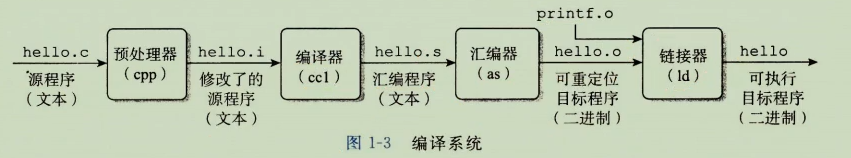 printf.o
hello.c
预处理器
(cpp)
hello.i
编译器
(cc1)
hello.s
汇编器
(as)
hello.o
链接器
(ld)
hello
源程序
(文本)
修改了的
源程序
(文本)
汇编程序
(文本)
可重定位
目标程序
(二进制)
可执行
目标程序
(二进制)
图 1-3 编译系统